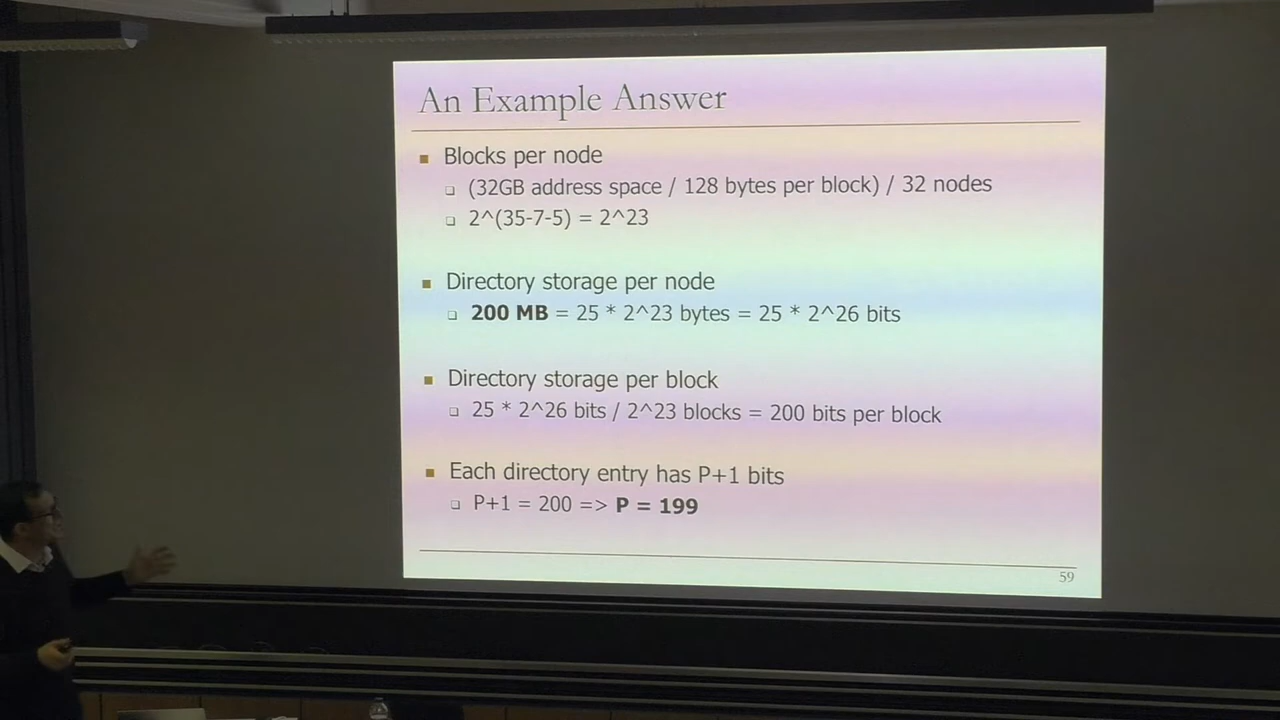 An Example Answer
Blocks per node
(32GB address space / 128 bytes per block) / 32 nodes
2^(35-7-5) = 2^23
Directory storage per node
200 MB = 25 * 2^23 bytes = 25 * 2^26 bits
Directory storage per block
25 * 2^26 bits / 2^23 blocks = 200 bits per block
Each directory entry has P+1 bits
P+1 = 200 => P = 199
59